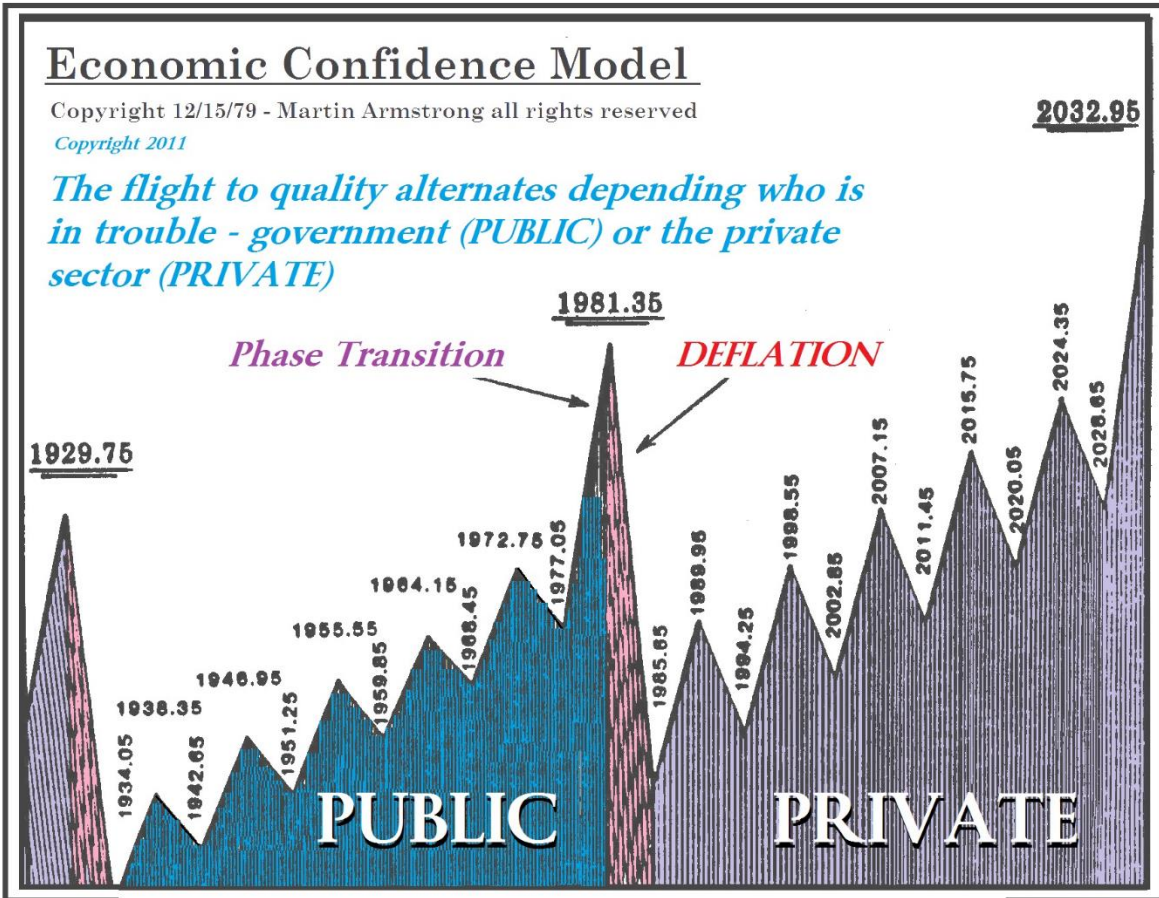 Economic Confidence Model
Copyright 12/15/79 - Martin Armstrong all rights reserved
Copyright 2011
The flight to quality alternates depending who is
in trouble - government (PUBLIC) or the private
sector (PRIVATE)
2032.95
1981.35
Phase Transition
DEFLATION
1929.75
1934.05
1938.35
1942.65
1946.95
1951.25
1955.55
1959.85
1964.15
1968.45
1972.75
1977.05
1985.65
1989.95
1994.25
1998.55
2002.85
2007.15
2011.45
2015.75
2020.05
2024.35
2028.65
PUBLIC
PRIVATE